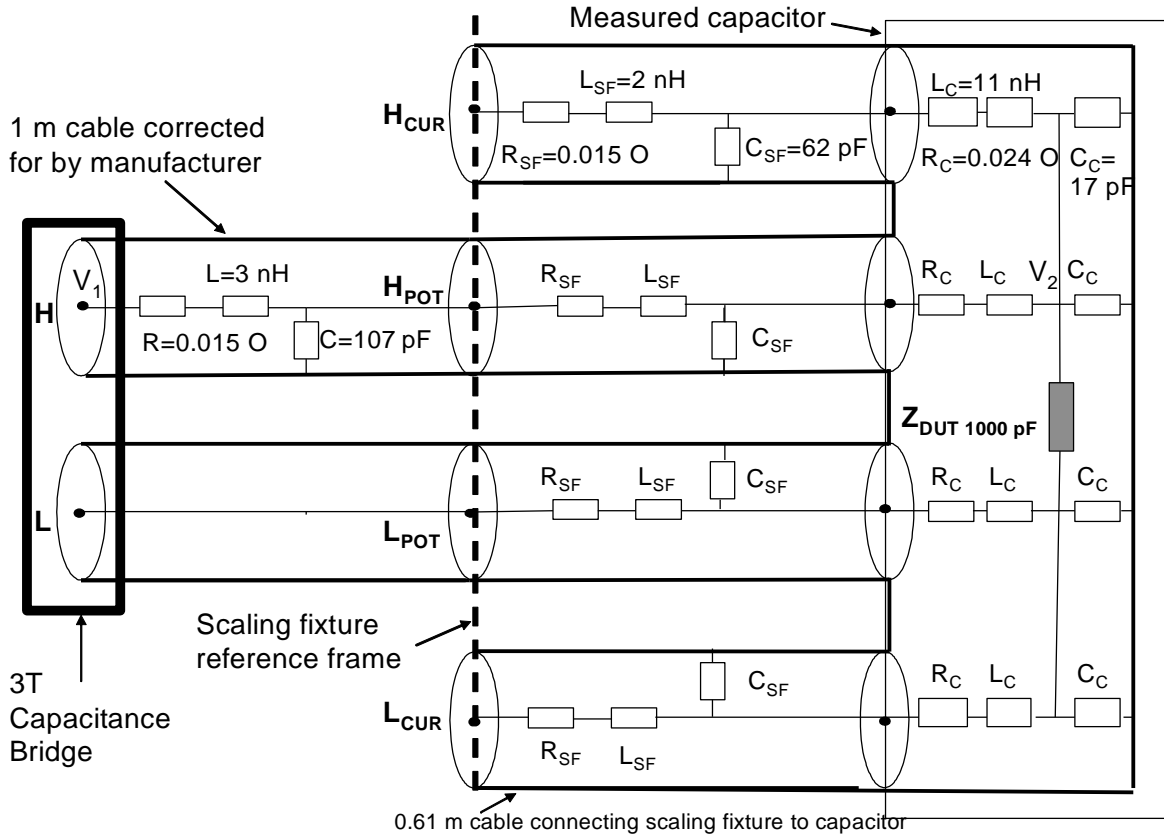 Measured capacitor
L_SF=2 nH
L_C=11 nH
H_CUR
1 m cable corrected
for by manufacturer
R_SF=0.015 O
C_SF=62 pF
R_C=0.024 O
C_C=
17 pF
V_1
L=3 nH
H_POT
R_SF
L_SF
R_C
L_C
V_2
C_C
H
R=0.015 O
C=107 pF
C_SF
Z_DUT 1000 pF
R_SF
L_SF
C_SF
R_C
L_C
C_C
L
L_POT
Scaling fixture
reference frame
3T
Capacitance
Bridge
C_SF
R_C
L_C
C_C
L_CUR
R_SF
L_SF
0.61 m cable connecting scaling fixture to capacitor